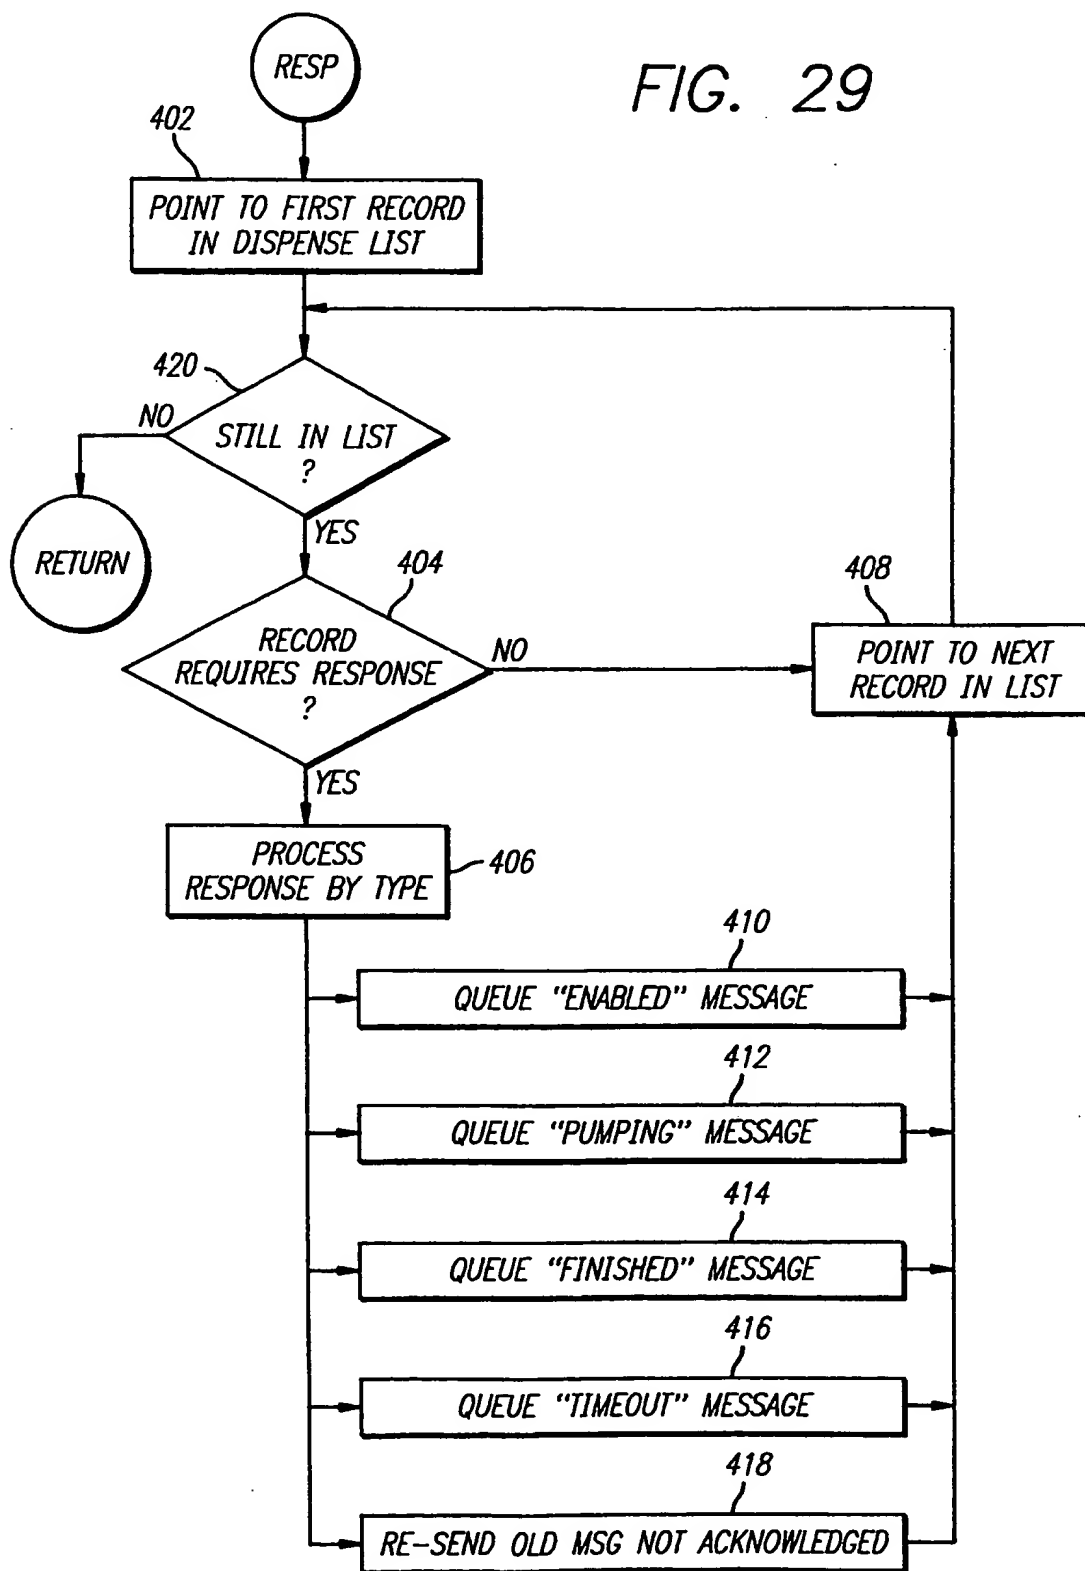 RESP
FIG. 29
402
POINT TO FIRST RECORD
IN DISPENSE LIST
420
NO
STILL IN LIST
?
YES
RETURN
404
RECORD
REQUIRES RESPONSE
?
NO
408
POINT TO NEXT
RECORD IN LIST
YES
PROCESS
RESPONSE BY TYPE
406
410
QUEUE "ENABLED" MESSAGE
412
QUEUE "PUMPING" MESSAGE
414
QUEUE "FINISHED" MESSAGE
416
QUEUE "TIMEOUT" MESSAGE
418
RE-SEND OLD MSG NOT ACKNOWLEDGED